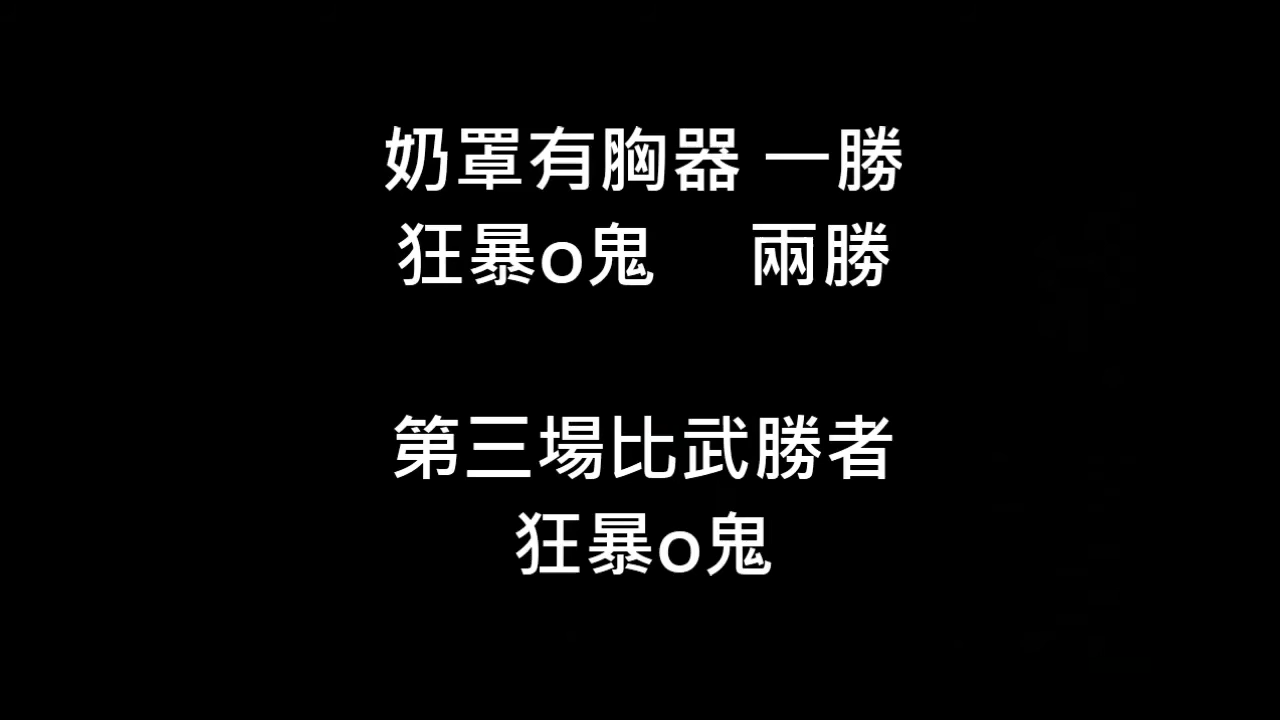 奶罩有胸器 一勝
狂暴o鬼 兩勝
第三場比武勝者
狂暴o鬼